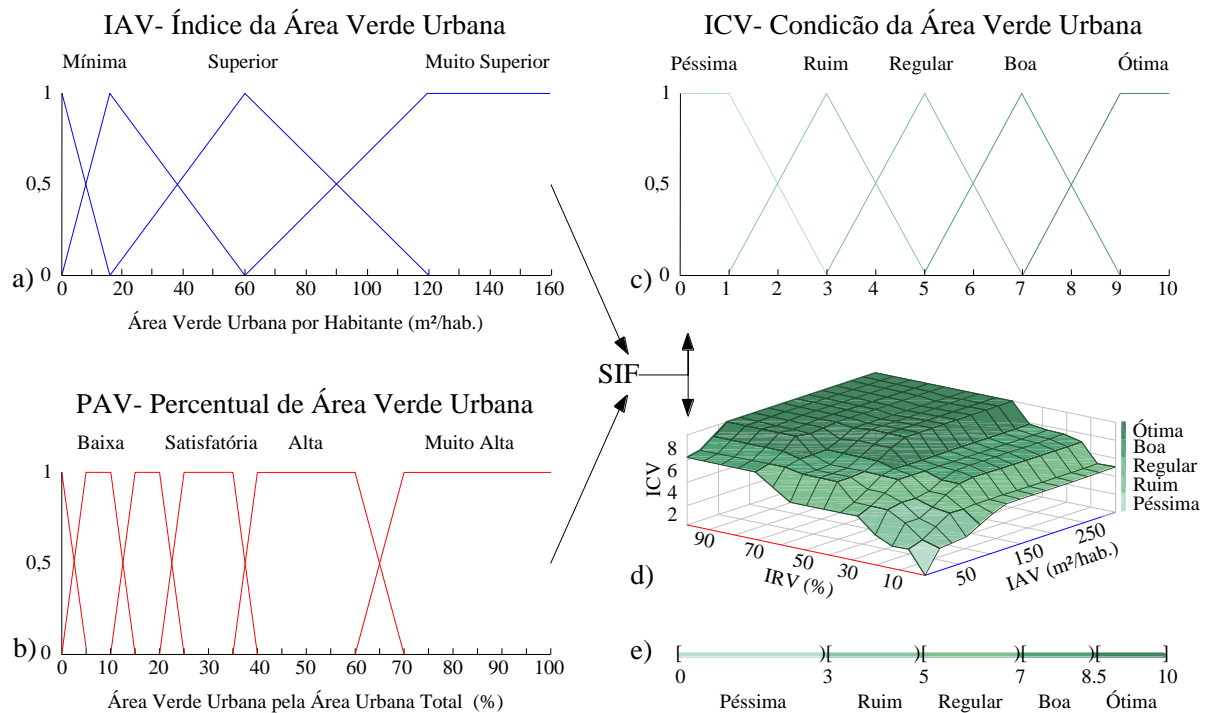 IAV- Índice da Área Verde Urbana
Mínima Superior Muito Superior
1
0,5
0
a)
0 20 40 60 80 100 120 140 160
Área Verde Urbana por Habitante (m²/hab.)
ICV- Condicão da Área Verde Urbana
Péssima Ruim Regular Boa Ótima
1
0,5
0
c)
0 1 2 3 4 5 6 7 8 9 10
SIF
PAV- Percentual de Área Verde Urbana
Baixa Satisfatória Alta Muito Alta
1
0,5
0
b)
0 10 20 30 40 50 60 70 80 90 100
Área Verde Urbana pela Área Urbana Total (%)
d)
ICV
8
6
4
2
90 70 50 30 10
IRV (%)
50 150 250
IAV (m²/hab.)
Ótima
Boa
Regular
Ruim
Péssima
e)
[ )[ )[ )[ )[ ]
0 3 5 7 8.5 10
Péssima Ruim Regular Boa Ótima